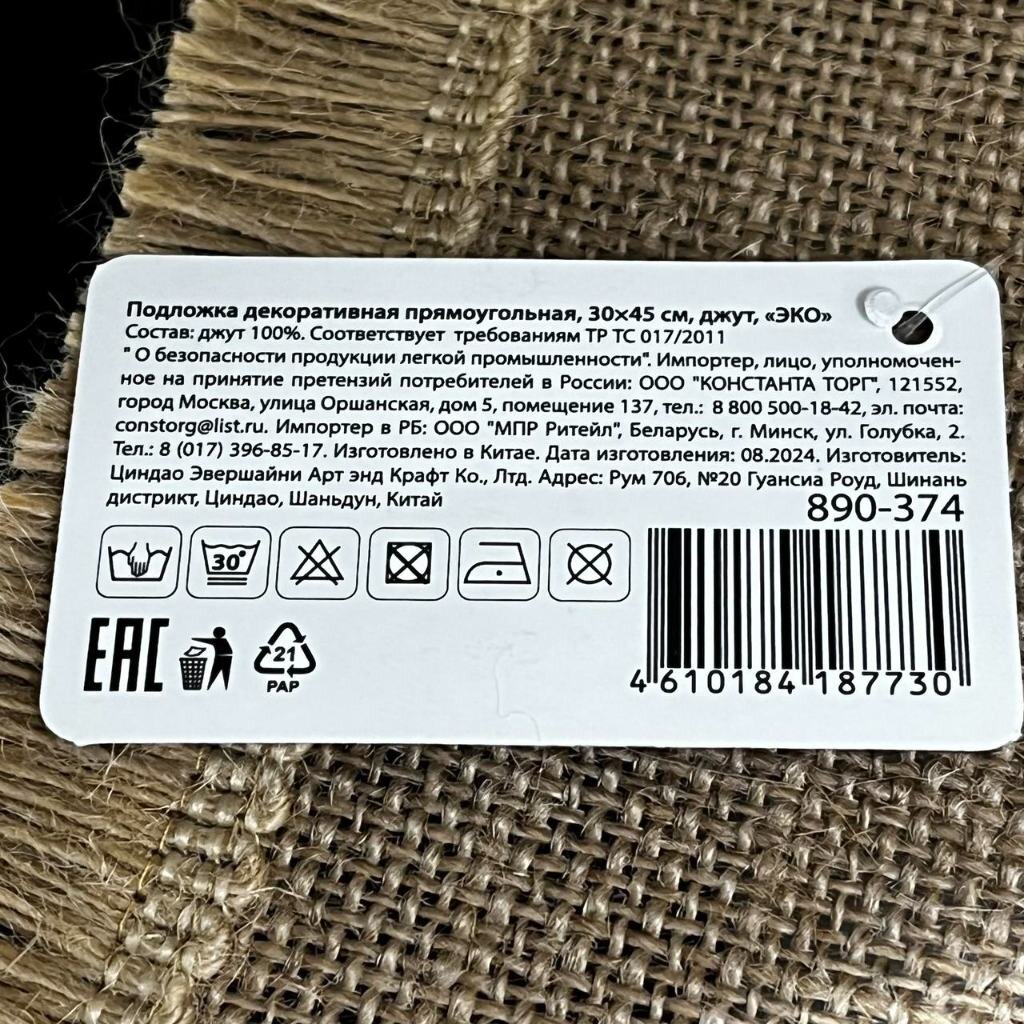 Подложка декоративная прямоугольная, 30×45 см, джут, «ЭКО»
Состав: джут 100%. Соответствует требованиям ТР ТС 017/2011
" О безопасности продукции легкой промышленности". Импортер, лицо, уполномочен-
ное на принятие претензий потребителей в России: ООО "КОНСТАНТА ТОРГ", 121552,
город Москва, улица Оршанская, дом 5, помещение 137, тел.: 8 800 500-18-42, эл. почта:
constorg@list.ru. Импортер в РБ: ООО "МПР Ритейл", Беларусь, г. Минск, ул. Голубка, 2.
Тел.: 8 (017) 396-85-17. Изготовлено в Китае. Дата изготовления: 08.2024. Изготовитель:
Циндао Эвершайни Арт энд Крафт Ко., Лтд. Адрес: Рум 706, №20 Гуансиа Роуд, Шинань
дистрикт, Циндао, Шаньдун, Китай
890-374
30°
EAC
21
PAP
4 610184 187730